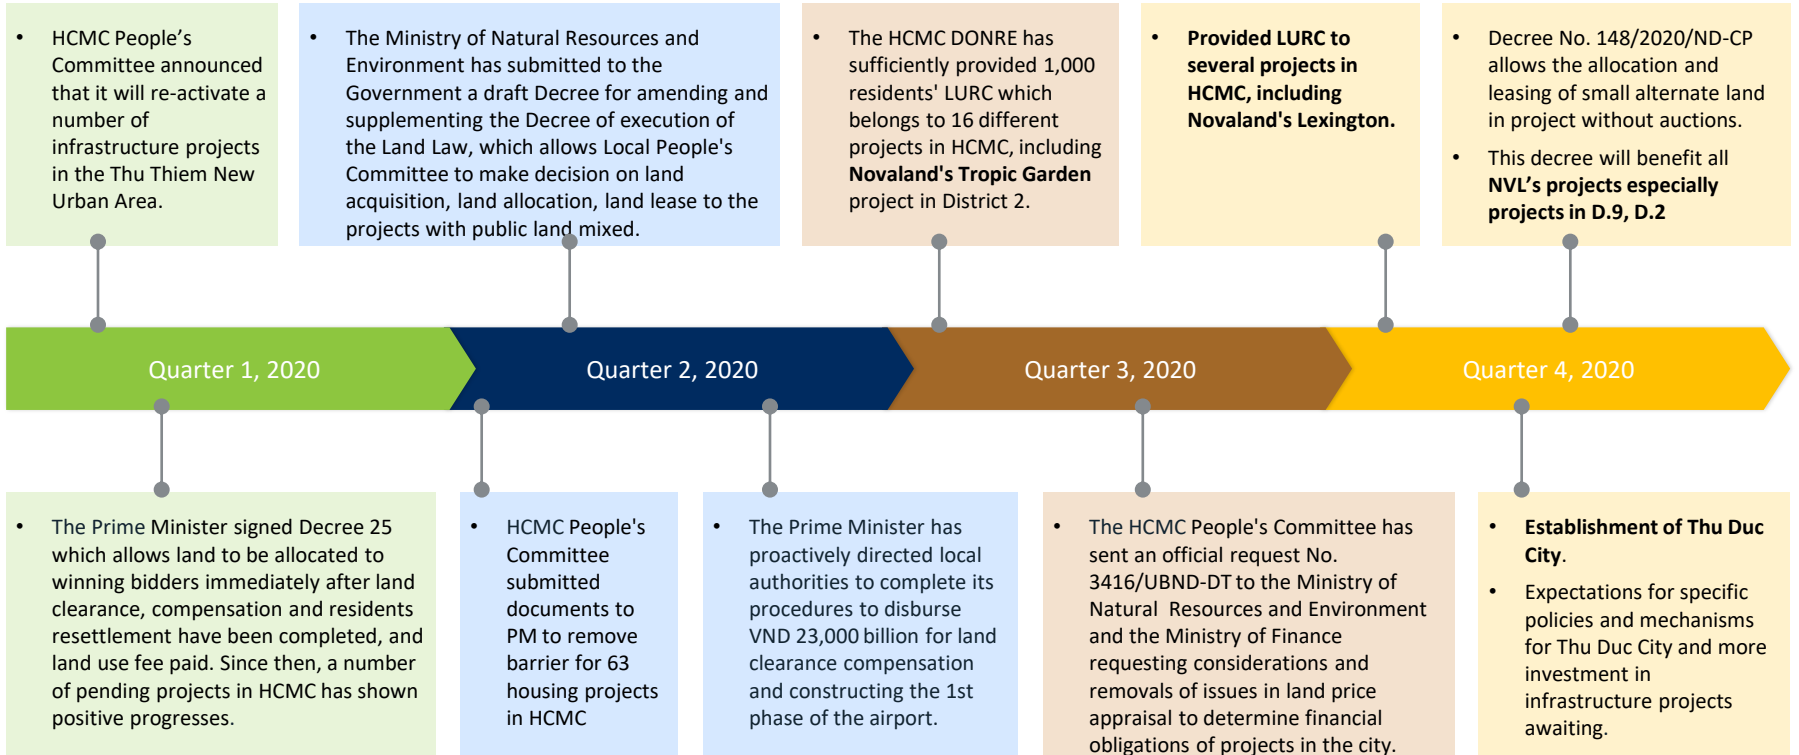 • HCMC People’s
Committee announced
that it will re-activate a
number of
infrastructure projects
in the Thu Thiem New
Urban Area.
• The Ministry of Natural Resources and
Environment has submitted to the
Government a draft Decree for amending and
supplementing the Decree of execution of
the Land Law, which allows Local People's
Committee to make decision on land
acquisition, land allocation, land lease to the
projects with public land mixed.
• The HCMC DONRE has
sufficiently provided 1,000
residents' LURC which
belongs to 16 different
projects in HCMC, including
Novaland's Tropic Garden
project in District 2.
• Provided LURC to
several projects in
HCMC, including
Novaland's Lexington.
• Decree No. 148/2020/ND-CP
allows the allocation and
leasing of small alternate land
in project without auctions.
• This decree will benefit all
NVL’s projects especially
projects in D.9, D.2
Quarter 1, 2020
Quarter 2, 2020
Quarter 3, 2020
Quarter 4, 2020
• The Prime Minister signed Decree 25
which allows land to be allocated to
winning bidders immediately after land
clearance, compensation and residents
resettlement have been completed, and
land use fee paid. Since then, a number
of pending projects in HCMC has shown
positive progresses.
• HCMC People's
Committee
submitted
documents to
PM to remove
barrier for 63
housing projects
in HCMC
• The Prime Minister has
proactively directed local
authorities to complete its
procedures to disburse
VND 23,000 billion for land
clearance compensation
and constructing the 1st
phase of the airport.
• The HCMC People's Committee has
sent an official request No.
3416/UBND-DT to the Ministry of
Natural Resources and Environment
and the Ministry of Finance
requesting considerations and
removals of issues in land price
appraisal to determine financial
obligations of projects in the city.
• Establishment of Thu Duc
City.
• Expectations for specific
policies and mechanisms
for Thu Duc City and more
investment in
infrastructure projects
awaiting.